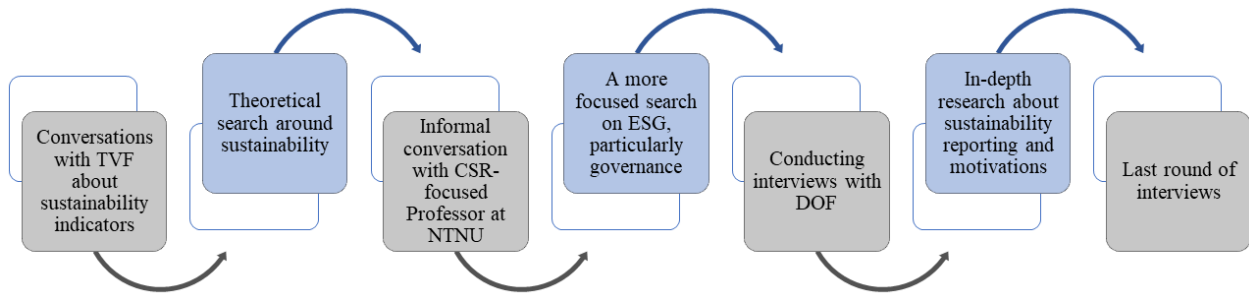 Conversations
with TVF
about
sustainability
indicators
Theoretical
search around
sustainability
Informal
conversation
with CSR-
focused
Professor at
NTNU
A more
focused search
on ESG,
particularly
governance
Conducting
interviews with
DOF
In-depth
research about
sustainability
reporting and
motivations
Last round of
interviews